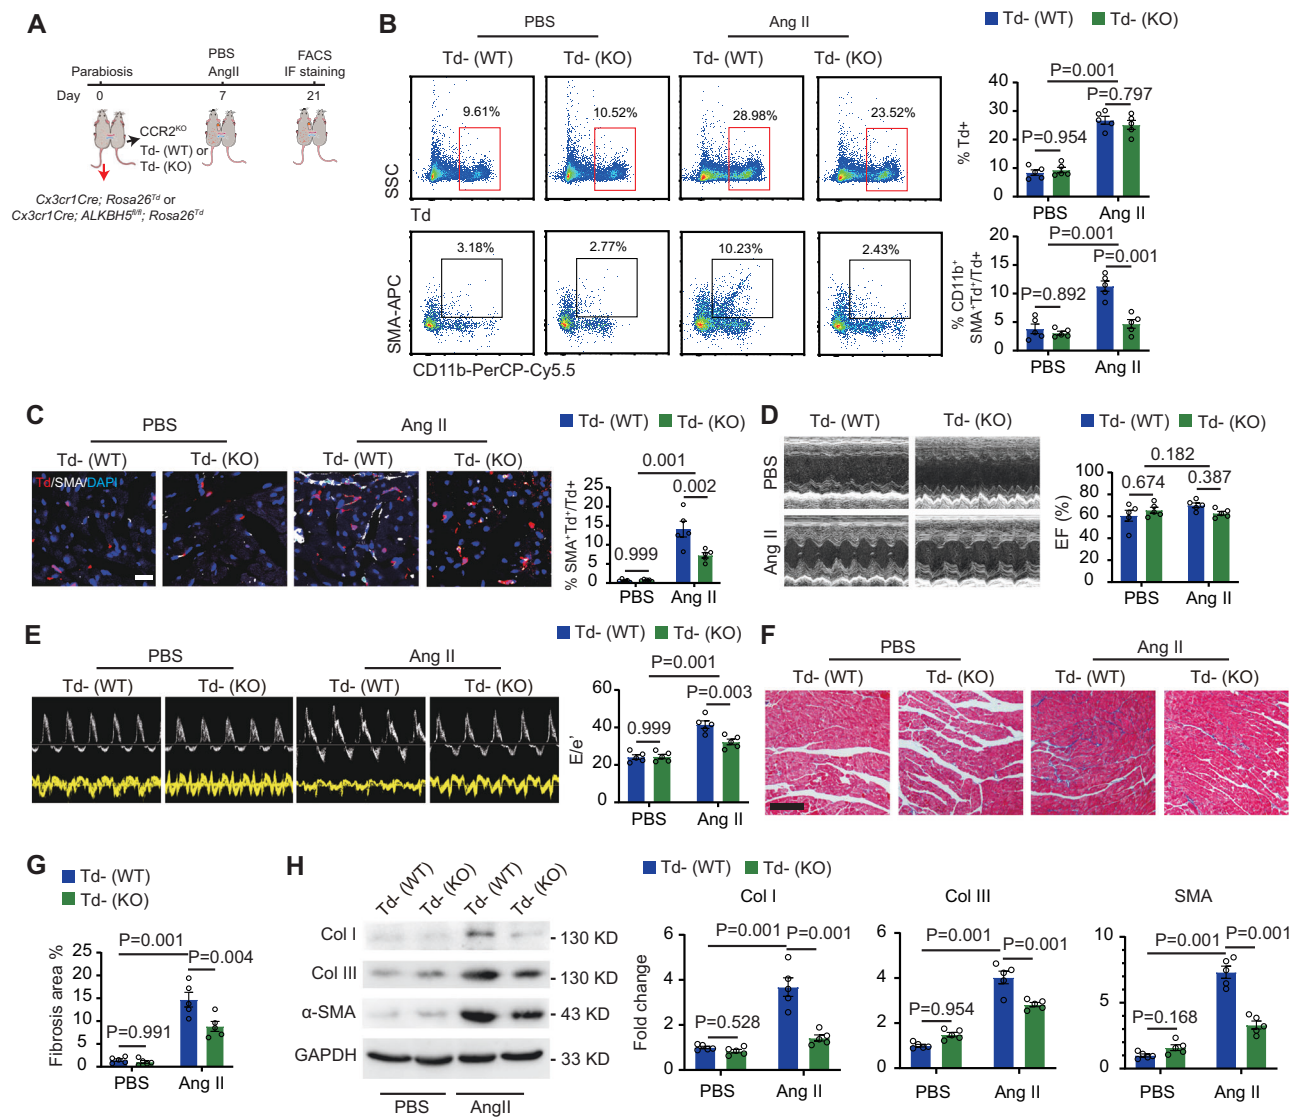 A
PBS
AngII
FACS
IF staining
Parabiosis
Day
0
7
21
CCR2KO
Td- (WT) or
Td- (KO)
Cx3cr1Cre; Rosa26Td or
Cx3cr1Cre; ALKBH5fl/fl; Rosa26Td
B
PBS
Ang II
Td- (WT)
Td- (KO)
Td- (WT)
Td- (KO)
9.61%
10.52%
28.98%
23.52%
SSC
Td
3.18%
2.77%
10.23%
2.43%
SMA-APC
CD11b-PerCP-Cy5.5
Td- (WT)
Td- (KO)
% Td+
40
30
20
10
0
P=0.001
P=0.797
P=0.954
PBS
Ang II
% CD11b+
SMA+Td+/Td+
20
15
10
5
0
P=0.001
P=0.001
P=0.892
PBS
Ang II
C
PBS
Ang II
Td- (WT)
Td- (KO)
Td- (WT)
Td- (KO)
Td/SMA/DAPI
Td- (WT)
Td- (KO)
% SMA+Td+/Td+
25
20
15
10
5
0
0.001
0.002
0.999
PBS
Ang II
D
Td- (WT)
Td- (KO)
PBS
Ang II
Td- (WT)
Td- (KO)
EF (%)
100
80
60
40
20
0
0.182
0.674
0.387
PBS
Ang II
E
PBS
Ang II
Td- (WT)
Td- (KO)
Td- (WT)
Td- (KO)
Td- (WT)
Td- (KO)
E/e'
60
40
20
0
P=0.001
P=0.003
0.999
PBS
Ang II
F
PBS
Ang II
Td- (WT)
Td- (KO)
Td- (WT)
Td- (KO)
G
Td- (WT)
Td- (KO)
Fibrosis area %
25
20
15
10
5
0
P=0.001
P=0.004
P=0.991
PBS
Ang II
H
Td- (WT)
Td- (KO)
Td- (WT)
Td- (KO)
Col I
- 130 KD
Col III
- 130 KD
α-SMA
- 43 KD
GAPDH
- 33 KD
PBS
AngII
Td- (WT)
Td- (KO)
Fold change
Col I
6
4
2
0
P=0.001
P=0.001
P=0.528
PBS
Ang II
Col III
6
4
2
0
P=0.001
P=0.001
P=0.954
PBS
Ang II
SMA
10
5
0
P=0.001
P=0.001
P=0.168
PBS
Ang II